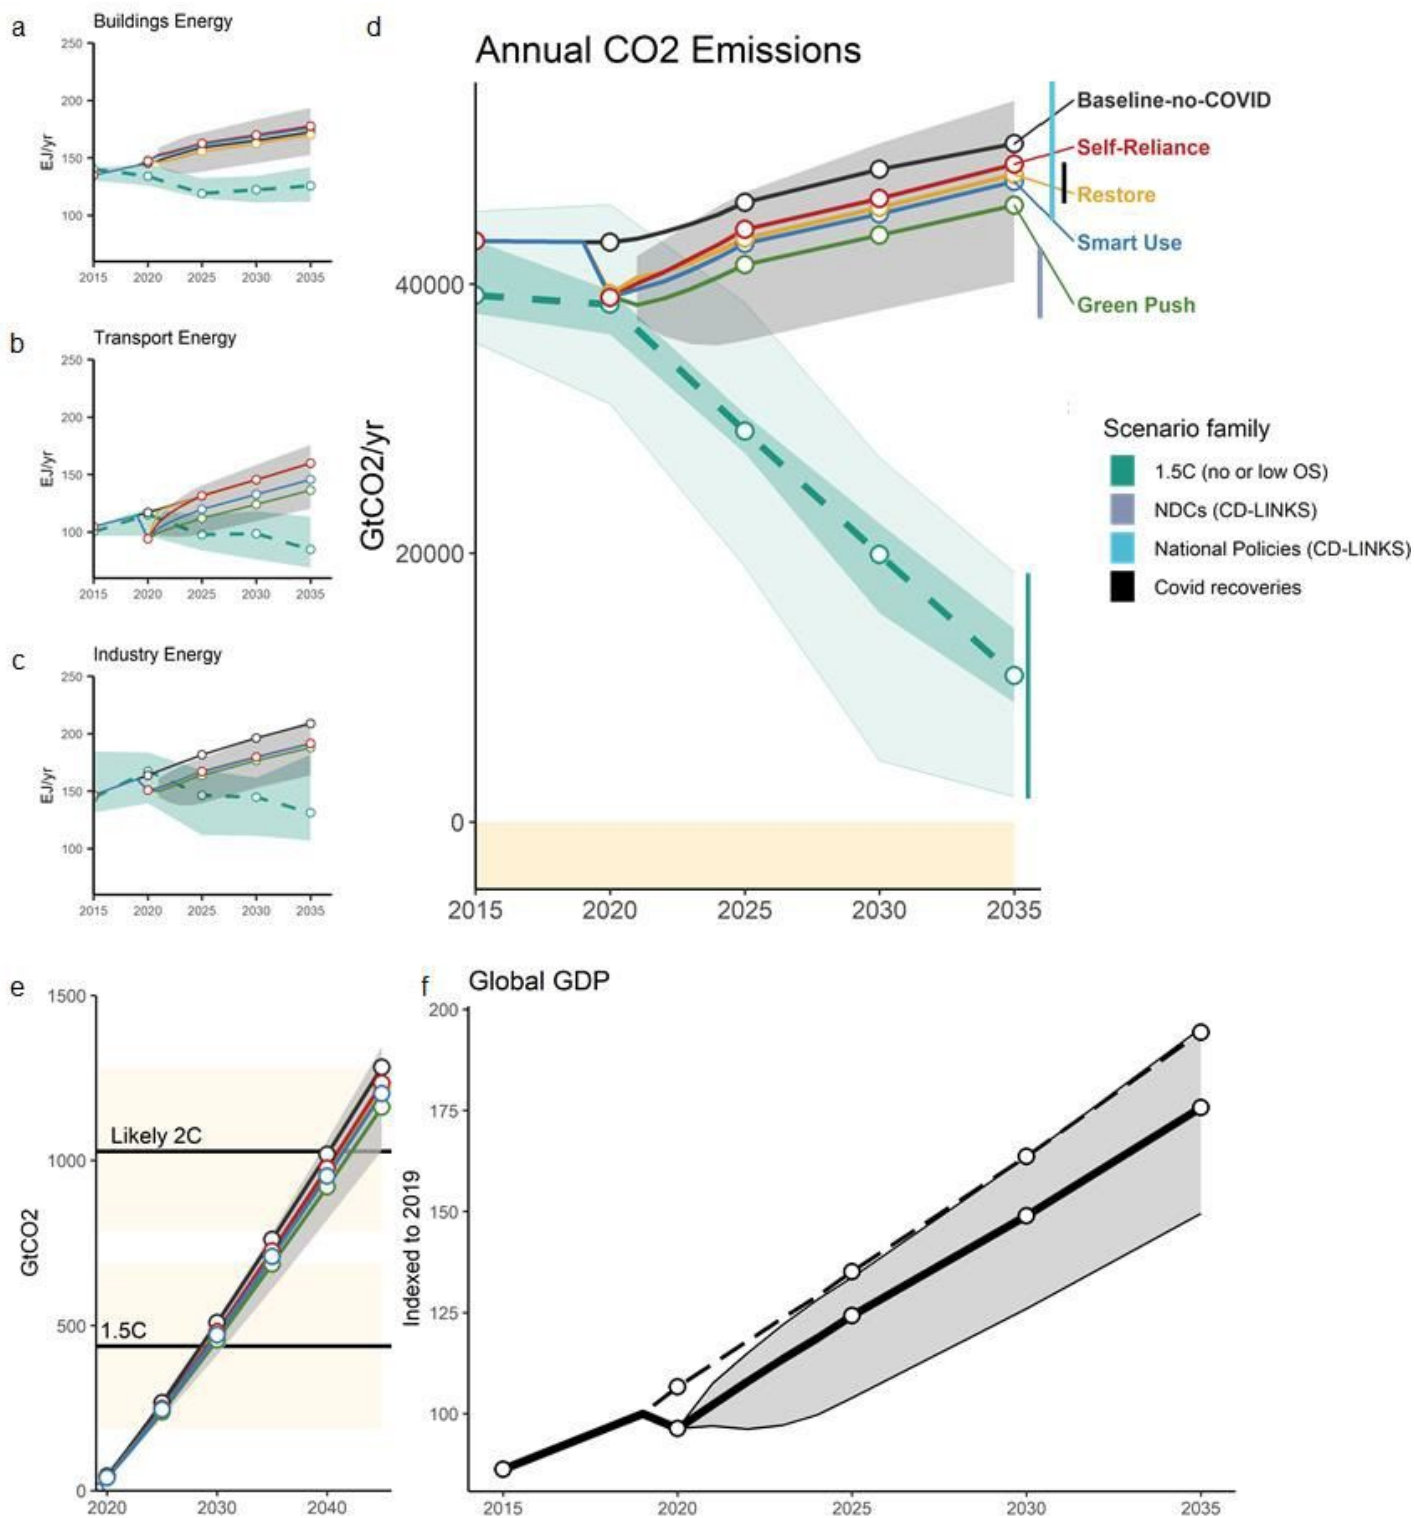 a
Buildings Energy
250
200
150
100
EJ/yr
2015 2020 2025 2030 2035
b
Transport Energy
250
200
150
100
EJ/yr
2015 2020 2025 2030 2035
c
Industry Energy
250
200
150
100
EJ/yr
2015 2020 2025 2030 2035
d
Annual CO2 Emissions
40000
20000
0
GtCO2/yr
2015 2020 2025 2030 2035
Baseline-no-COVID
Self-Reliance
Restore
Smart Use
Green Push
Scenario family
1.5C (no or low OS)
NDCs (CD-LINKS)
National Policies (CD-LINKS)
Covid recoveries
e
1500
1000
500
0
GtCO2
Likely 2C
1.5C
2020 2030 2040
f
Global GDP
200
175
150
125
100
Indexed to 2019
2015 2020 2025 2030 2035